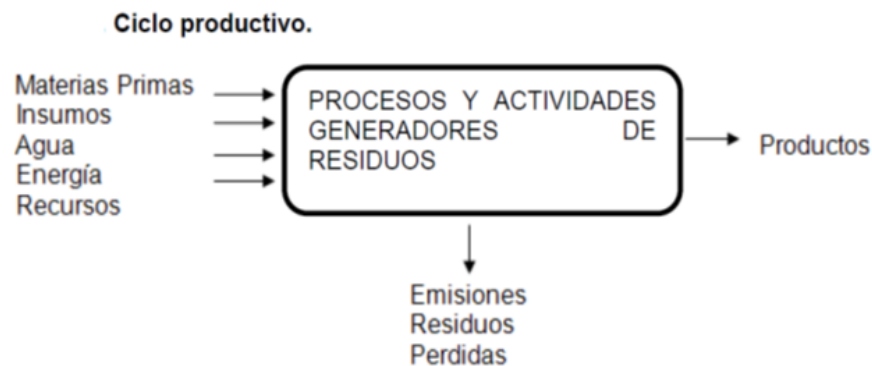 Ciclo productivo.
Materias Primas
Insumos
Agua
Energía
Recursos
PROCESOS Y ACTIVIDADES
GENERADORES DE
RESIDUOS
Productos
Emisiones
Residuos
Perdidas